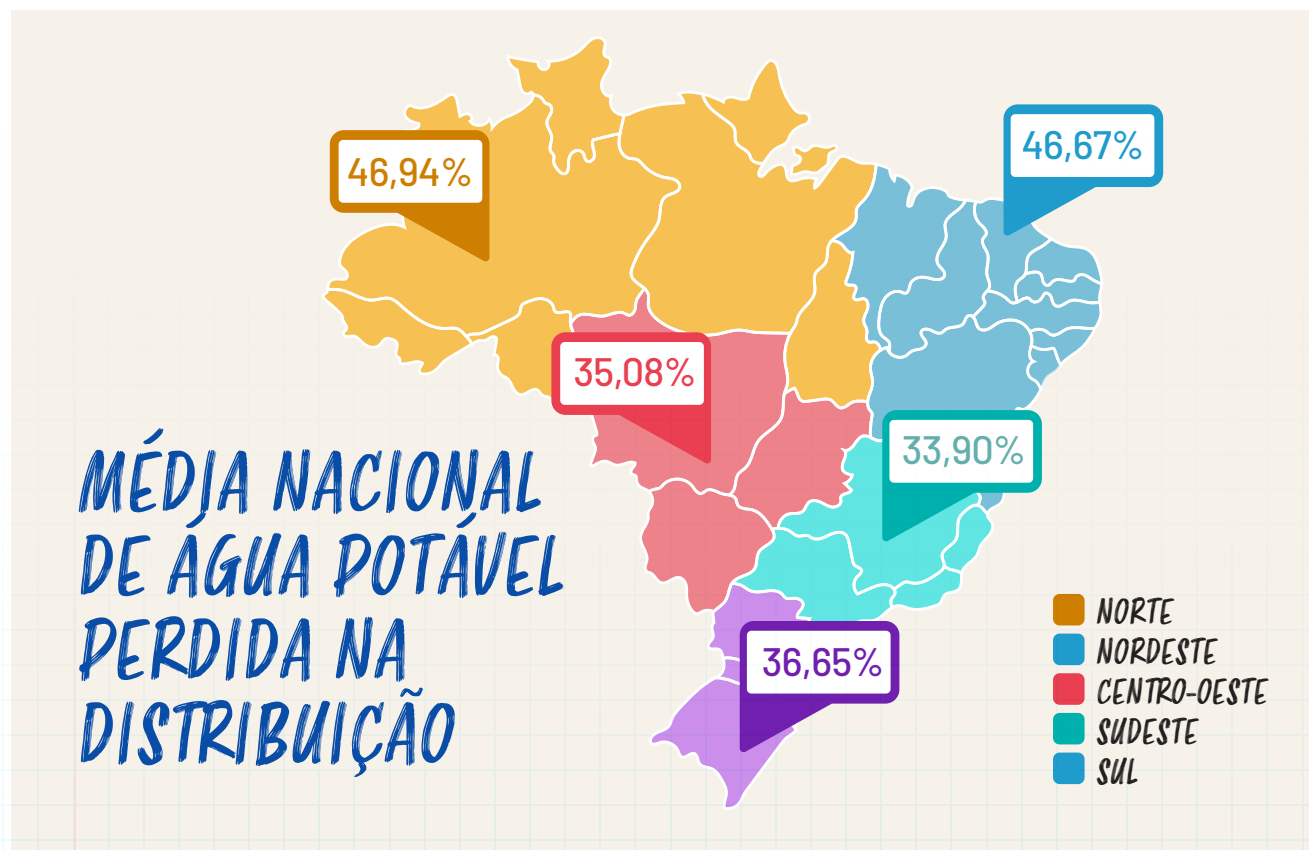 46,94%
46,67%
35,08%
33,90%
36,65%
MÉDIA NACIONAL
DE ÁGUA POTÁVEL
PERDIDA NA
DISTRIBUIÇÃO
NORTE
NORDESTE
CENTRO-OESTE
SUDESTE
SUL